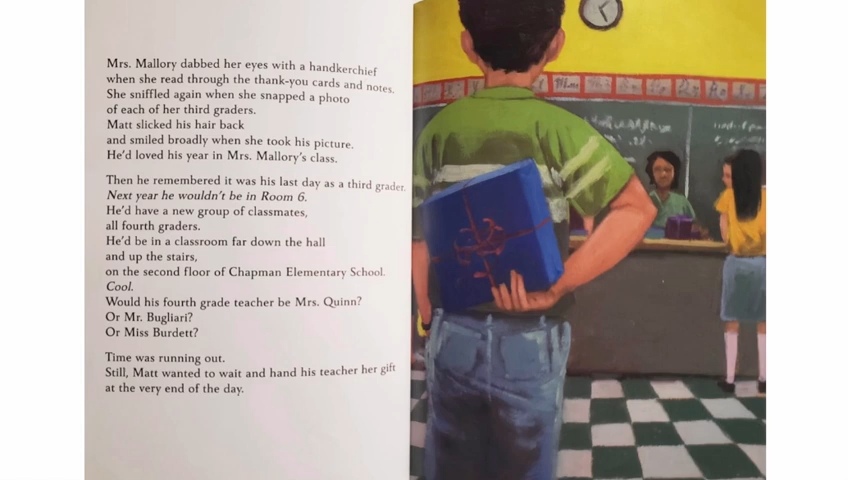 Mrs. Mallory dabbed her eyes with a handkerchief
when she read through the thank-you cards and notes.
She sniffled again when she snapped a photo
of each of her third graders.
Matt slicked his hair back
and smiled broadly when she took his picture.
He'd loved his year in Mrs. Mallory's class.
Then he remembered it was his last day as a third grader.
Next year he wouldn't be in Room 6.
He'd have a new group of classmates,
all fourth graders.
He'd be in a classroom far down the hall
and up the stairs,
on the second floor of Chapman Elementary School.
Cool.
Would his fourth grade teacher be Mrs. Quinn?
Or Mr. Bugliari?
Or Miss Burdett?
Time was running out.
Still, Matt wanted to wait and hand his teacher her gift
at the very end of the day.